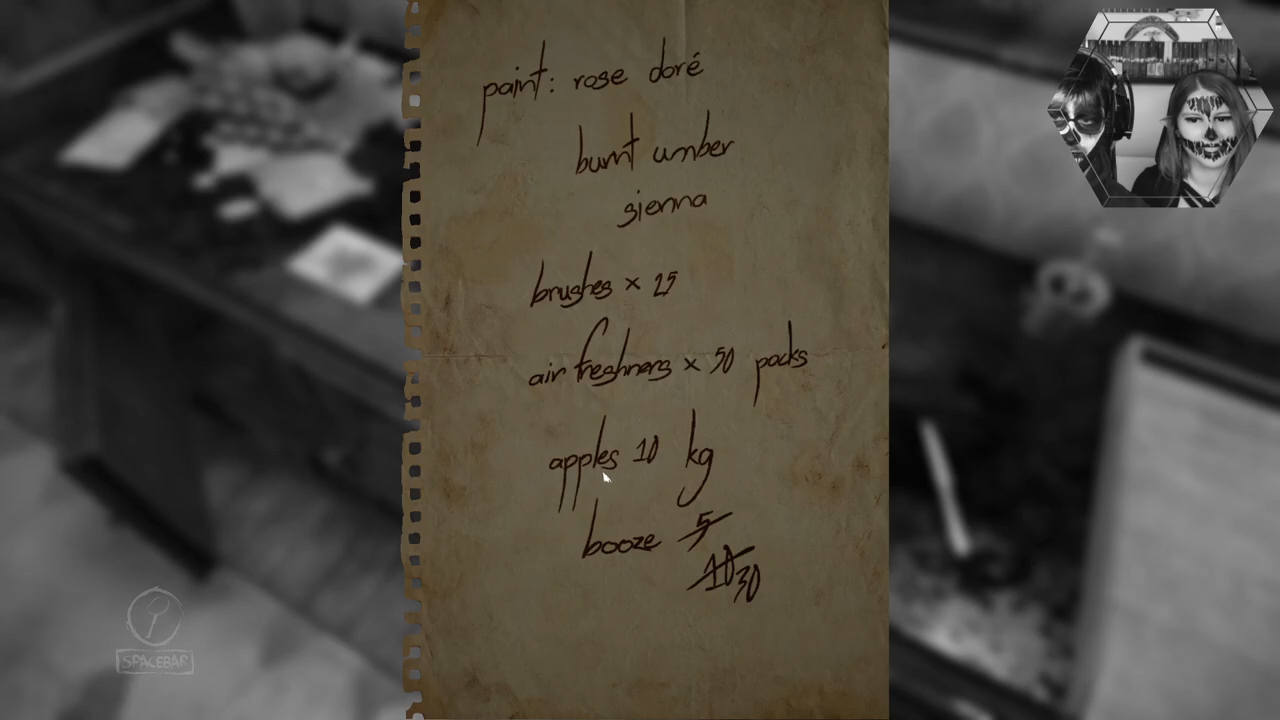 paint: rose doré
burnt umber
sienna
brushes × 25
air freshners × 50 packs
apples 10 kg
booze 5
10 30
SPACEBAR